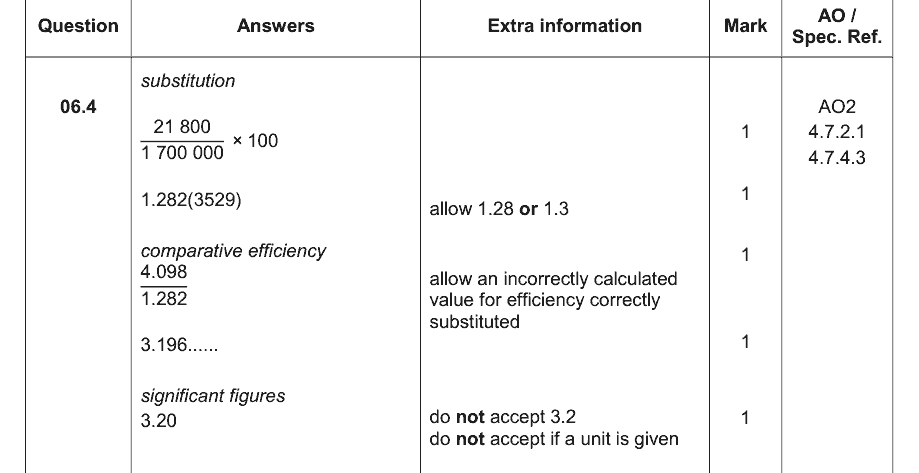 Question Answers Extra information Mark AO / Spec. Ref.
substitution
06.4 AO2
21 800 / 1 700 000 × 100 1 4.7.2.1
4.7.4.3
1.282(3529) 1
allow 1.28 or 1.3
comparative efficiency 1
4.098 / 1.282
allow an incorrectly calculated
value for efficiency correctly
substituted
3.196...... 1
significant figures
3.20 do not accept 3.2 1
do not accept if a unit is given